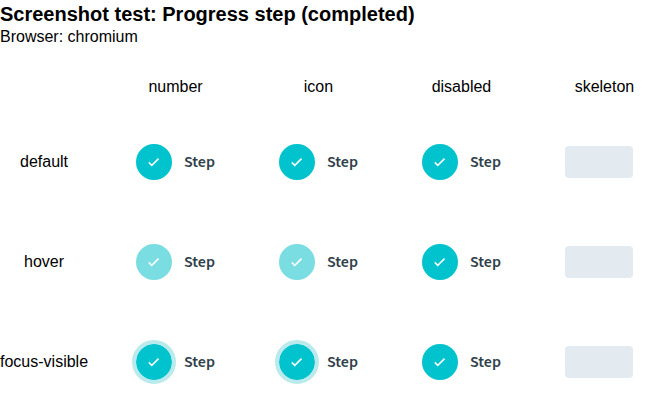 Screenshot test: Progress step (completed)
Browser: chromium
number icon disabled skeleton
default Step Step Step
hover Step Step Step
focus-visible Step Step Step